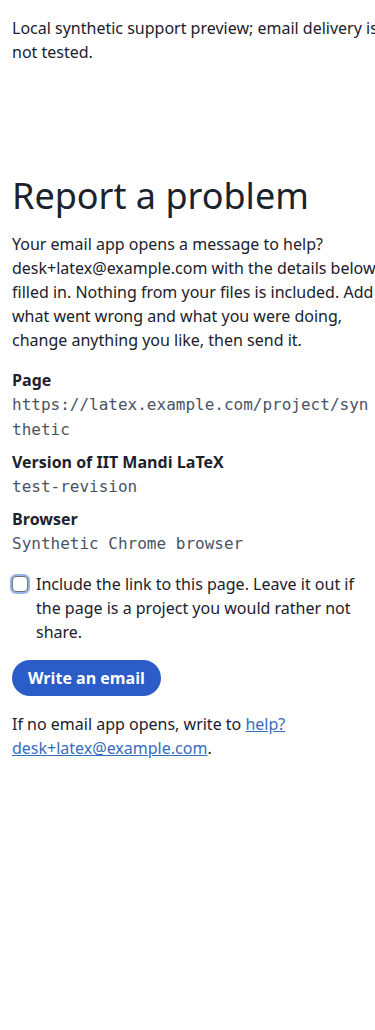 Local synthetic support preview; email delivery is
not tested.
Report a problem
Your email app opens a message to help?
desk+latex@example.com with the details below
filled in. Nothing from your files is included. Add
what went wrong and what you were doing,
change anything you like, then send it.
Page
https://latex.example.com/project/syn
thetic
Version of IIT Mandi LaTeX
test-revision
Browser
Synthetic Chrome browser
Include the link to this page. Leave it out if
the page is a project you would rather not
share.
Write an email
If no email app opens, write to help?
desk+latex@example.com.